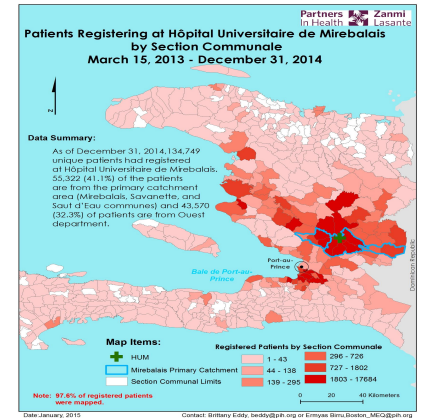 Partners In Health
Zanmi Lasante
Patients Registering at Hôpital Universitaire de Mirebalais
by Section Communale
March 15, 2013 - December 31, 2014
N
Data Summary:
As of December 31, 2014,134,749
unique patients had registered
at Hôpital Universitaire de Mirebalais.
55,322 (41.1%) of the patients
are from the primary catchment
area (Mirebalais, Savanette, and
Saut d'Eau communes) and 43,570
(32.3%) of patients are from Ouest
department.
Port-au-
Prince
Baie de Port-au-
Prince
Dominican Republic
Map Items:
HUM
Mirebalais Primary Catchment
Section Communal Limits
Note: 97.6% of registered patients
were mapped.
Registered Patients by Section Communale
1 - 43
44 - 138
139 - 295
296 - 726
727 - 1802
1803 - 17684
0 20 40 Kilometers
Date:January, 2015
Contact: Brittany Eddy, beddy@pih.org or Ermyas Birru,Boston_MEQ@pih.org